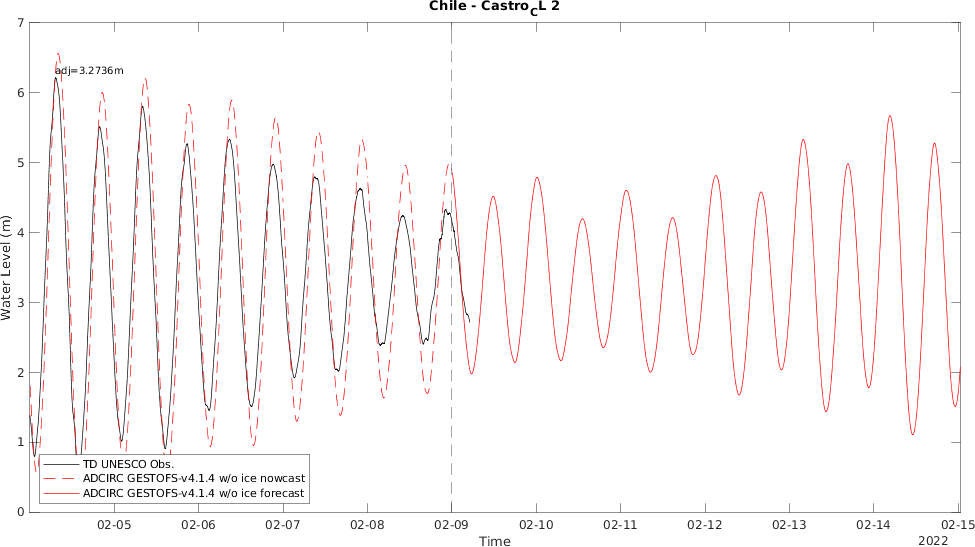 Chile - Castro_CL 2
7
adj=3.2736m
6
5
4
3
2
1
0
Water Level (m)
TD UNESCO Obs.
ADCIRC GESTOFS-v4.1.4 w/o ice nowcast
ADCIRC GESTOFS-v4.1.4 w/o ice forecast
02-05 02-06 02-07 02-08 02-09 02-10 02-11 02-12 02-13 02-14 02-15
Time
2022